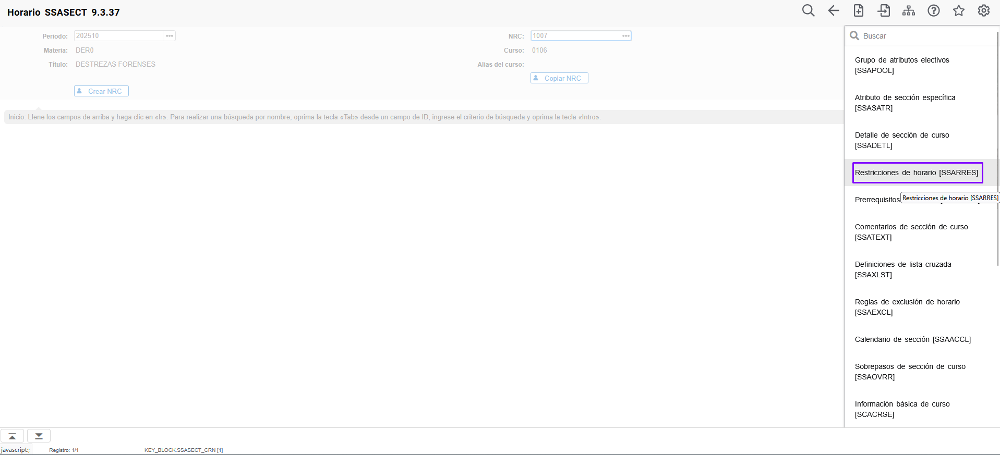 Horario SSASECT 9.3.37
Periodo: 202510 •••
NRC: 1007 •••
Materia: DER0
Curso: 0106
Título: DESTREZAS FORENSES
Alias del curso:
Copiar NRC
Crear NRC
Inicio: Llene los campos de arriba y haga clic en «Ir». Para realizar una búsqueda por nombre, oprima la tecla «Tab» desde un campo de ID, ingrese el criterio de búsqueda y oprima la tecla «Intro».
Buscar
Grupo de atributos electivos
[SSAPOOL]
Atributo de sección específica
[SSASATR]
Detalle de sección de curso
[SSADETL]
Restricciones de horario [SSARRES]
Prerrequisitos
Restricciones de horario [SSARRES]
Comentarios de sección de curso
[SSATEXT]
Definiciones de lista cruzada
[SSAXLST]
Reglas de exclusión de horario
[SSAEXCL]
Calendario de sección [SSAACCL]
Sobrepasos de sección de curso
[SSAOVRR]
Información básica de curso
[SCACRSE]
javascript:;
Registro: 1/1
KEY_BLOCK.SSASECT_CRN [1]